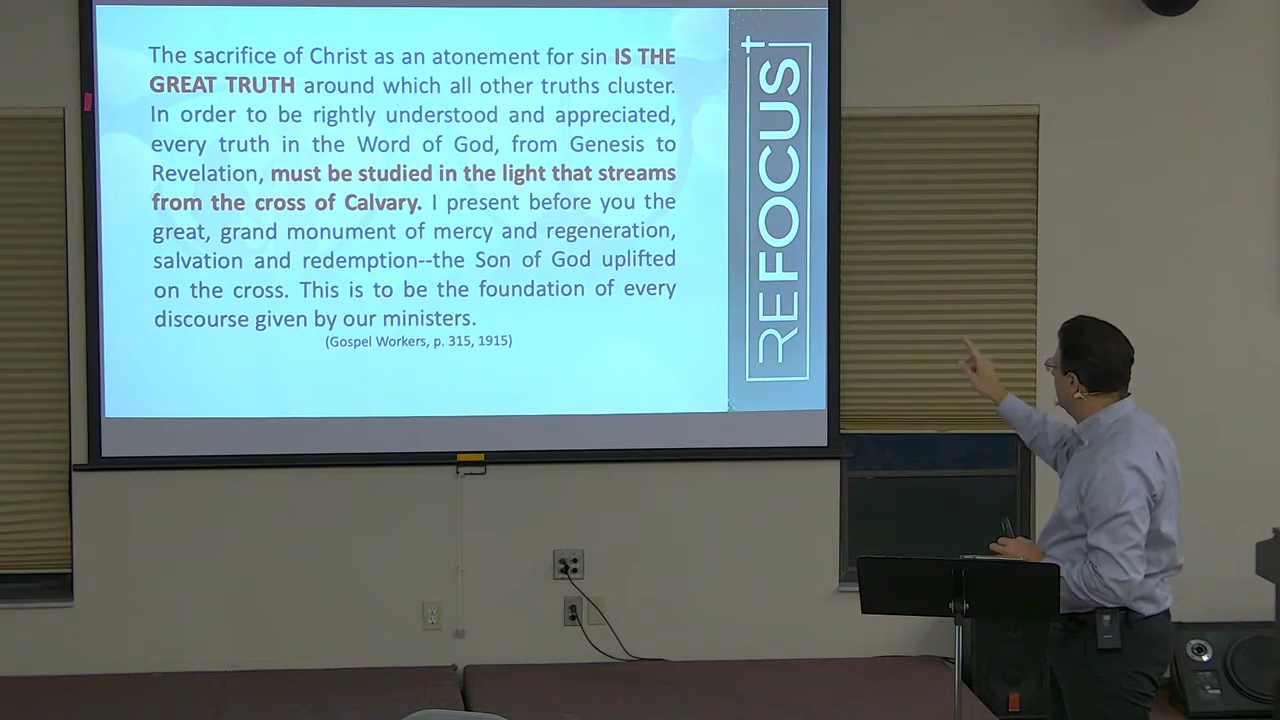 The sacrifice of Christ as an atonement for sin IS THE
GREAT TRUTH around which all other truths cluster.
In order to be rightly understood and appreciated,
every truth in the Word of God, from Genesis to
Revelation, must be studied in the light that streams
from the cross of Calvary. I present before you the
great, grand monument of mercy and regeneration,
salvation and redemption--the Son of God uplifted
on the cross. This is to be the foundation of every
discourse given by our ministers.
(Gospel Workers, p. 315, 1915)
REFOCUS